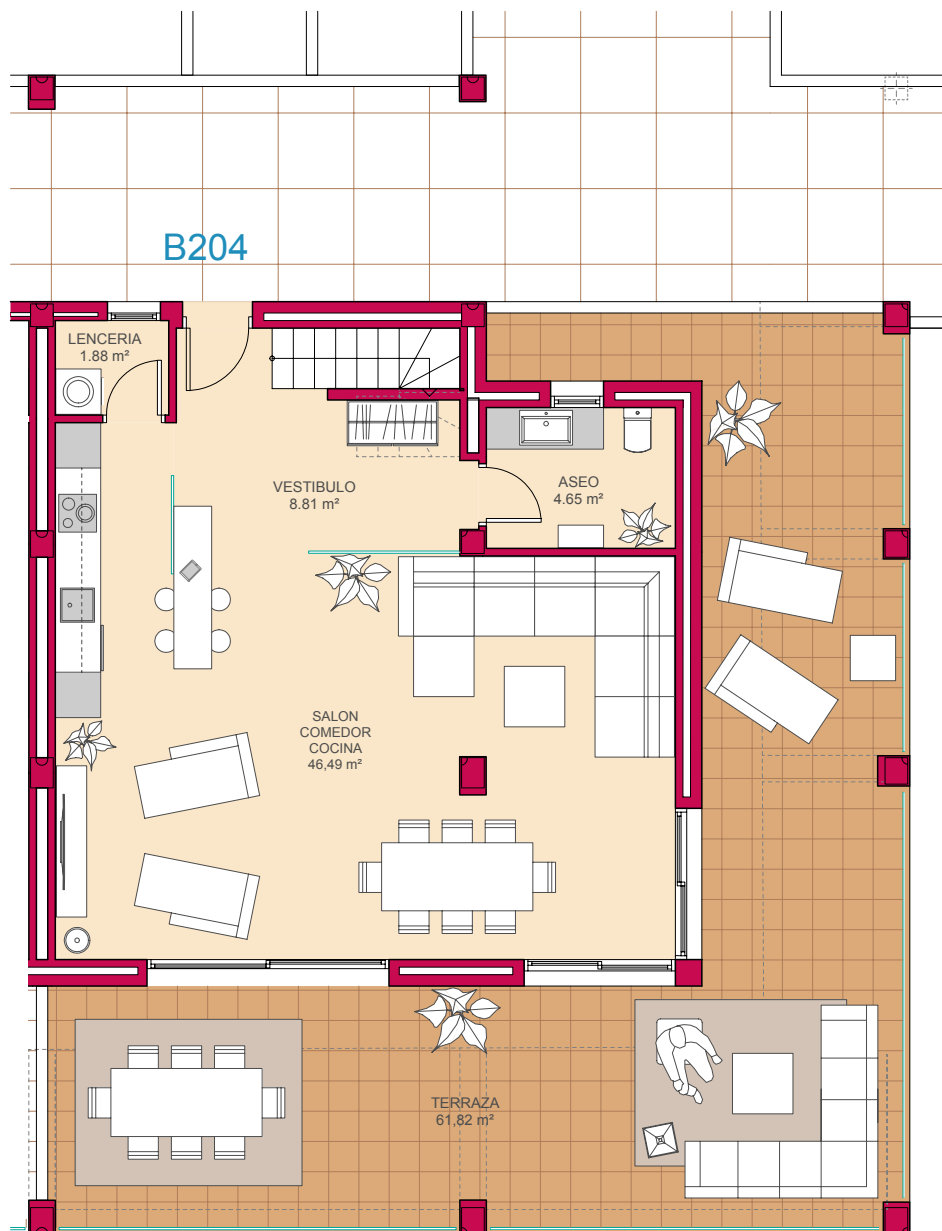 B204
LENCERIA
1.88 m²
VESTIBULO
8.81 m²
ASEO
4.65 m²
SALON
COMEDOR
COCINA
46,49 m²
TERRAZA
61,82 m²